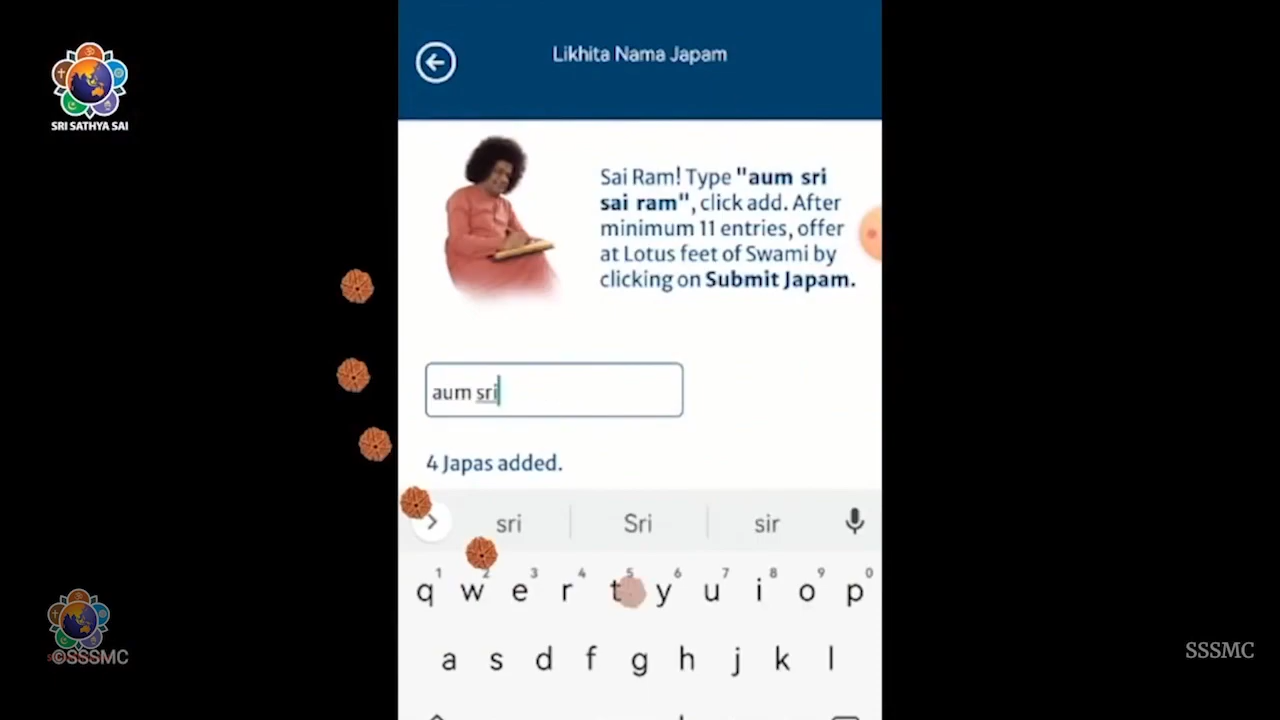 Likhita Nama Japam
SRI SATHYA SAI
Sai Ram! Type "aum sri
sai ram", click add. After
minimum 11 entries, offer
at Lotus feet of Swami by
clicking on Submit Japam.
aum sri
4 Japas added.
sri Sri sir
1 2 3 4 5 6 7 8 9 0
q w e r t y u i o p
a s d f g h j k l
©SSSMC
SSSMC